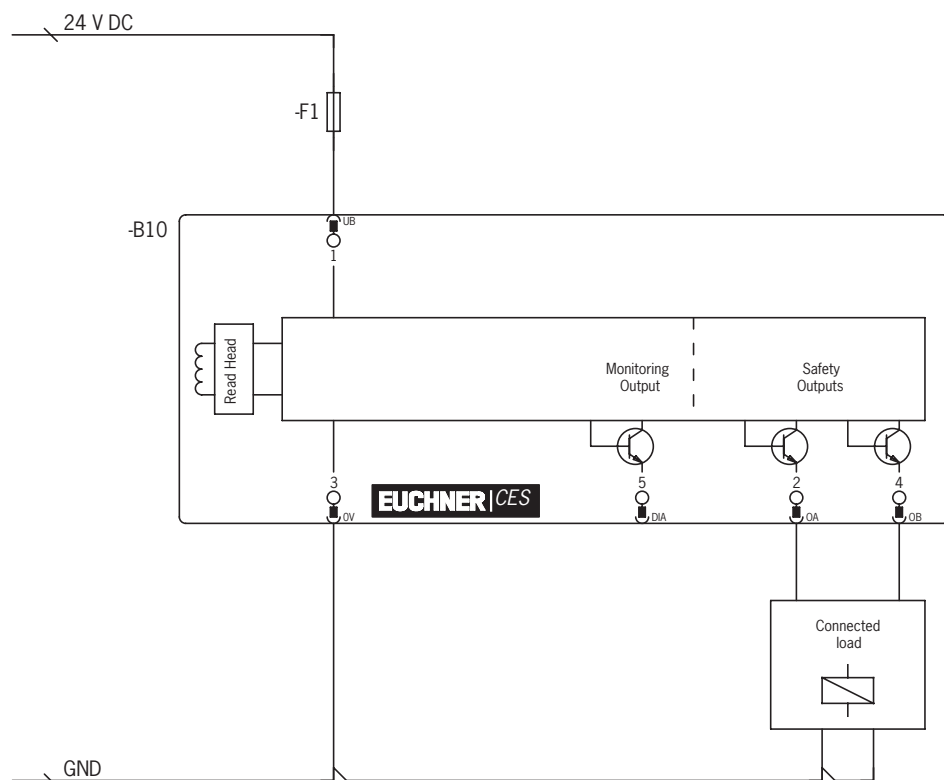 24 V DC
-F1
-B10
UB
1
Read Head
Monitoring
Output
Safety
Outputs
3
5
2
4
EUCHNER CES
0V
DIA
OA
OB
Connected
load
GND